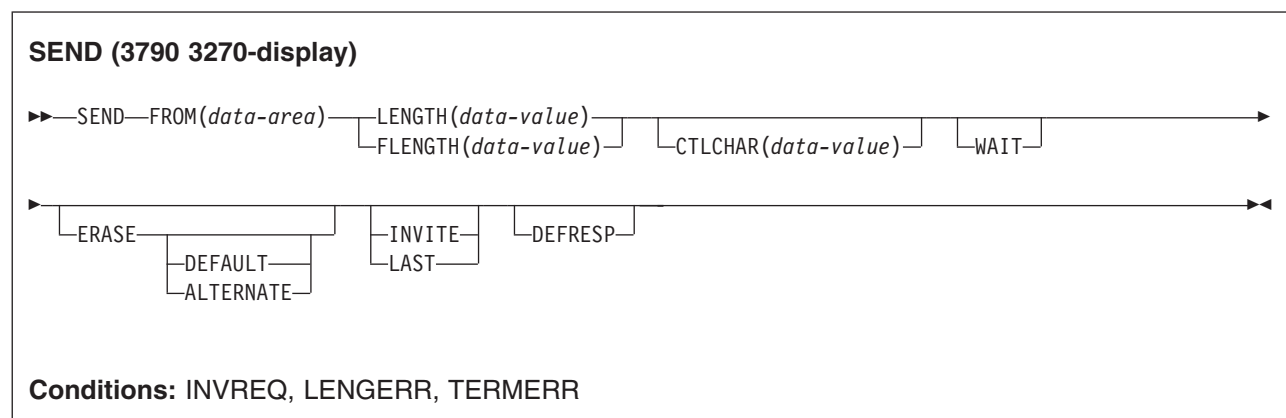 SEND (3790 3270-display)
SEND FROM(data-area) LENGTH(data-value) CTLCHAR(data-value) WAIT
FLENGTH(data-value)
ERASE DEFAULT INVITE DEFRESP
ALTERNATE LAST
Conditions: INVREQ, LENGERR, TERMERR